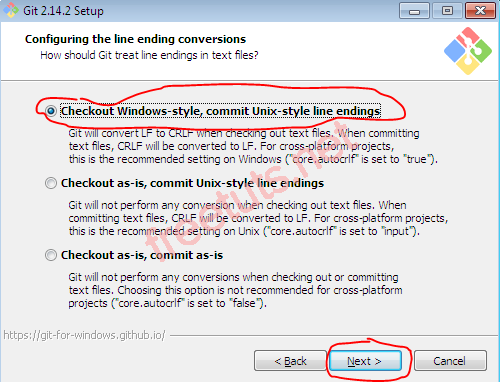 Git 2.14.2 Setup
Configuring the line ending conversions
How should Git treat line endings in text files?
Checkout Windows-style, commit Unix-style line endings
Git will convert LF to CRLF when checking out text files. When committing
text files, CRLF will be converted to LF. For cross-platform projects,
this is the recommended setting on Windows ("core.autocrlf" is set to "true").
Checkout as-is, commit Unix-style line endings
Git will not perform any conversion when checking out text files. When
committing text files, CRLF will be converted to LF. For cross-platform projects,
this is the recommended setting on Unix ("core.autocrlf" is set to "input").
Checkout as-is, commit as-is
Git will not perform any conversions when checking out or committing
text files. Choosing this option is not recommended for cross-platform
projects ("core.autocrlf" is set to "false").
freetuts.net
https://git-for-windows.github.io/
< Back
Next >
Cancel